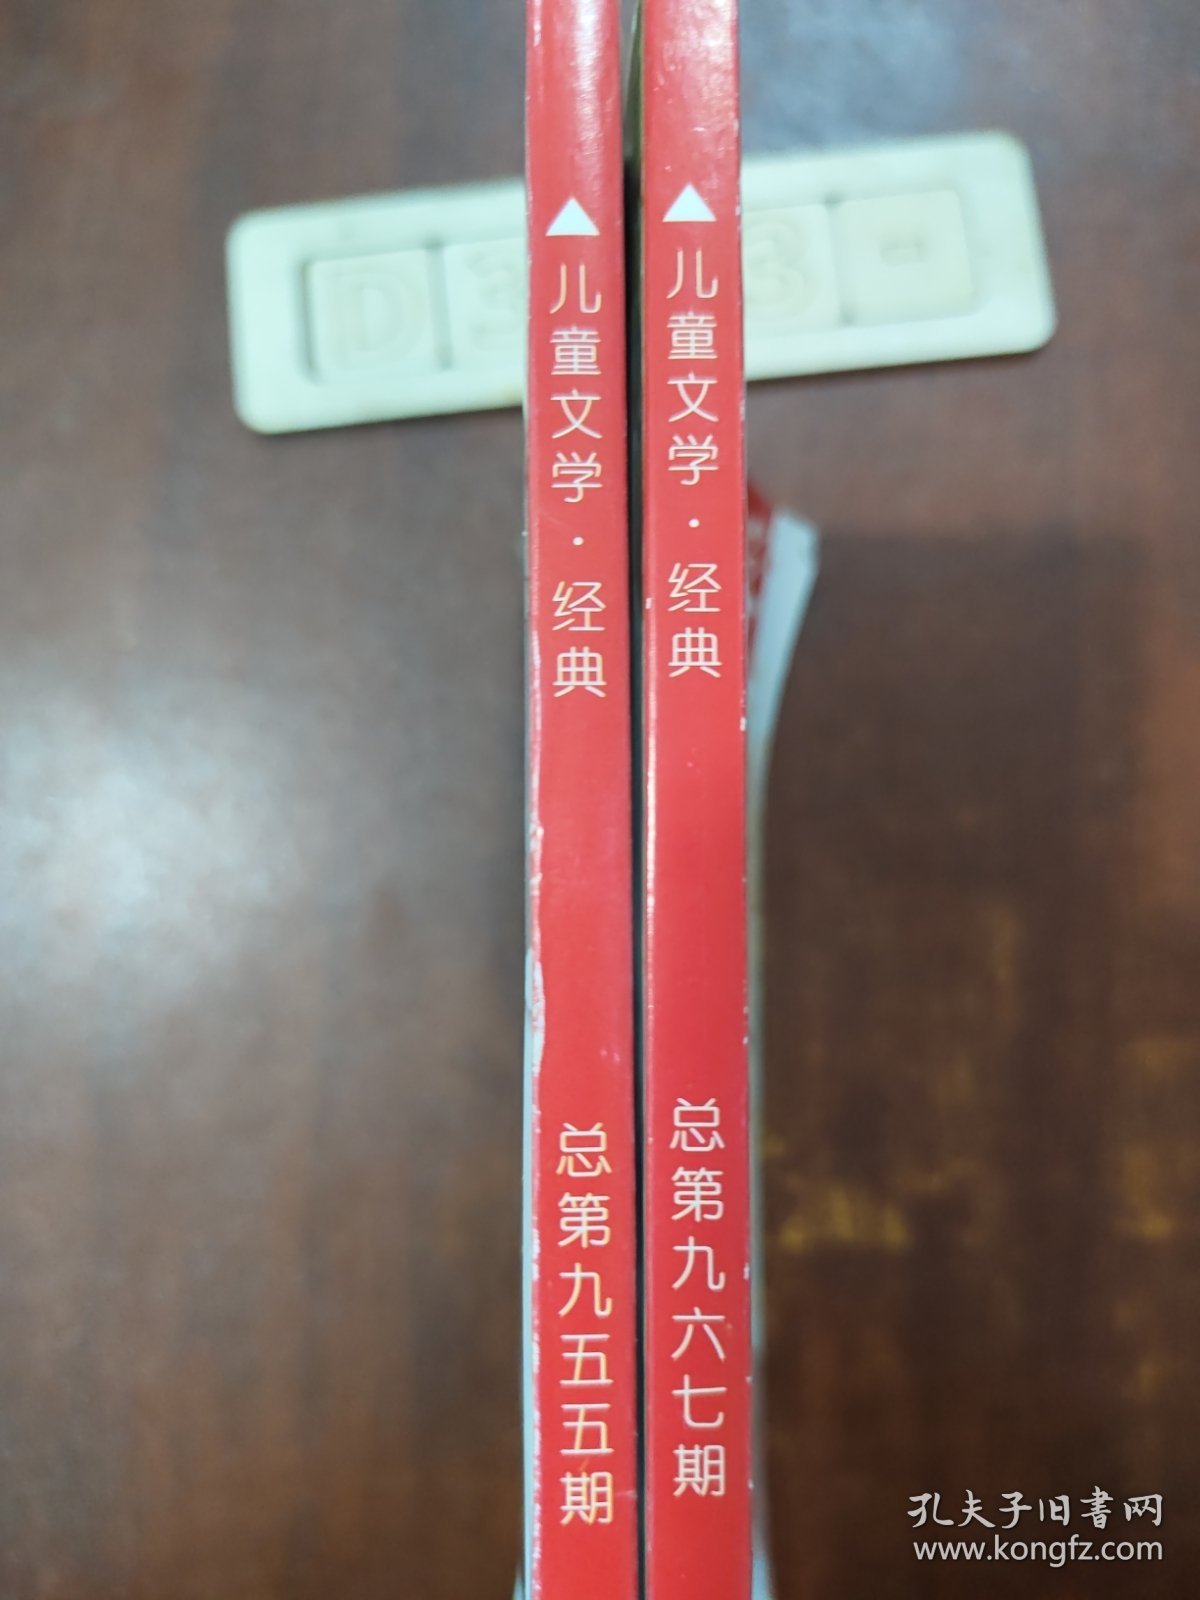 儿童文学·经典
总第九五五期
儿童文学·经典
总第九六七期
D3
3-
孔夫子旧书网
www.kongfz.com